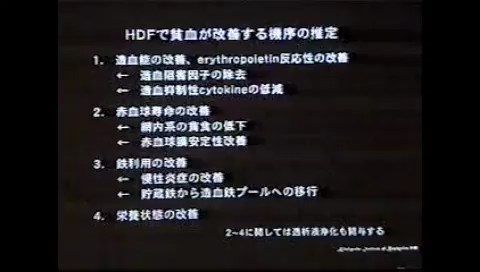 HDFで貧血が改善する機序の推定
1. 造血能の改善、erythropoietin反応性の改善
← 造血阻害因子の除去
← 造血抑制性cytokineの低減
2. 赤血球寿命の改善
← 網内系の貪食の低下
← 赤血球膜安定性改善
3. 鉄利用の改善
← 慢性炎症の改善
← 貯蔵鉄から造血鉄プールへの移行
4. 栄養状態の改善
2~4に関しては透析液浄化も関与する